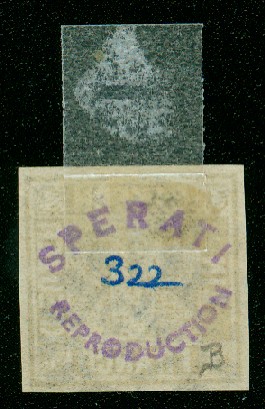 SPERATI
322
REPRODUCTION
B